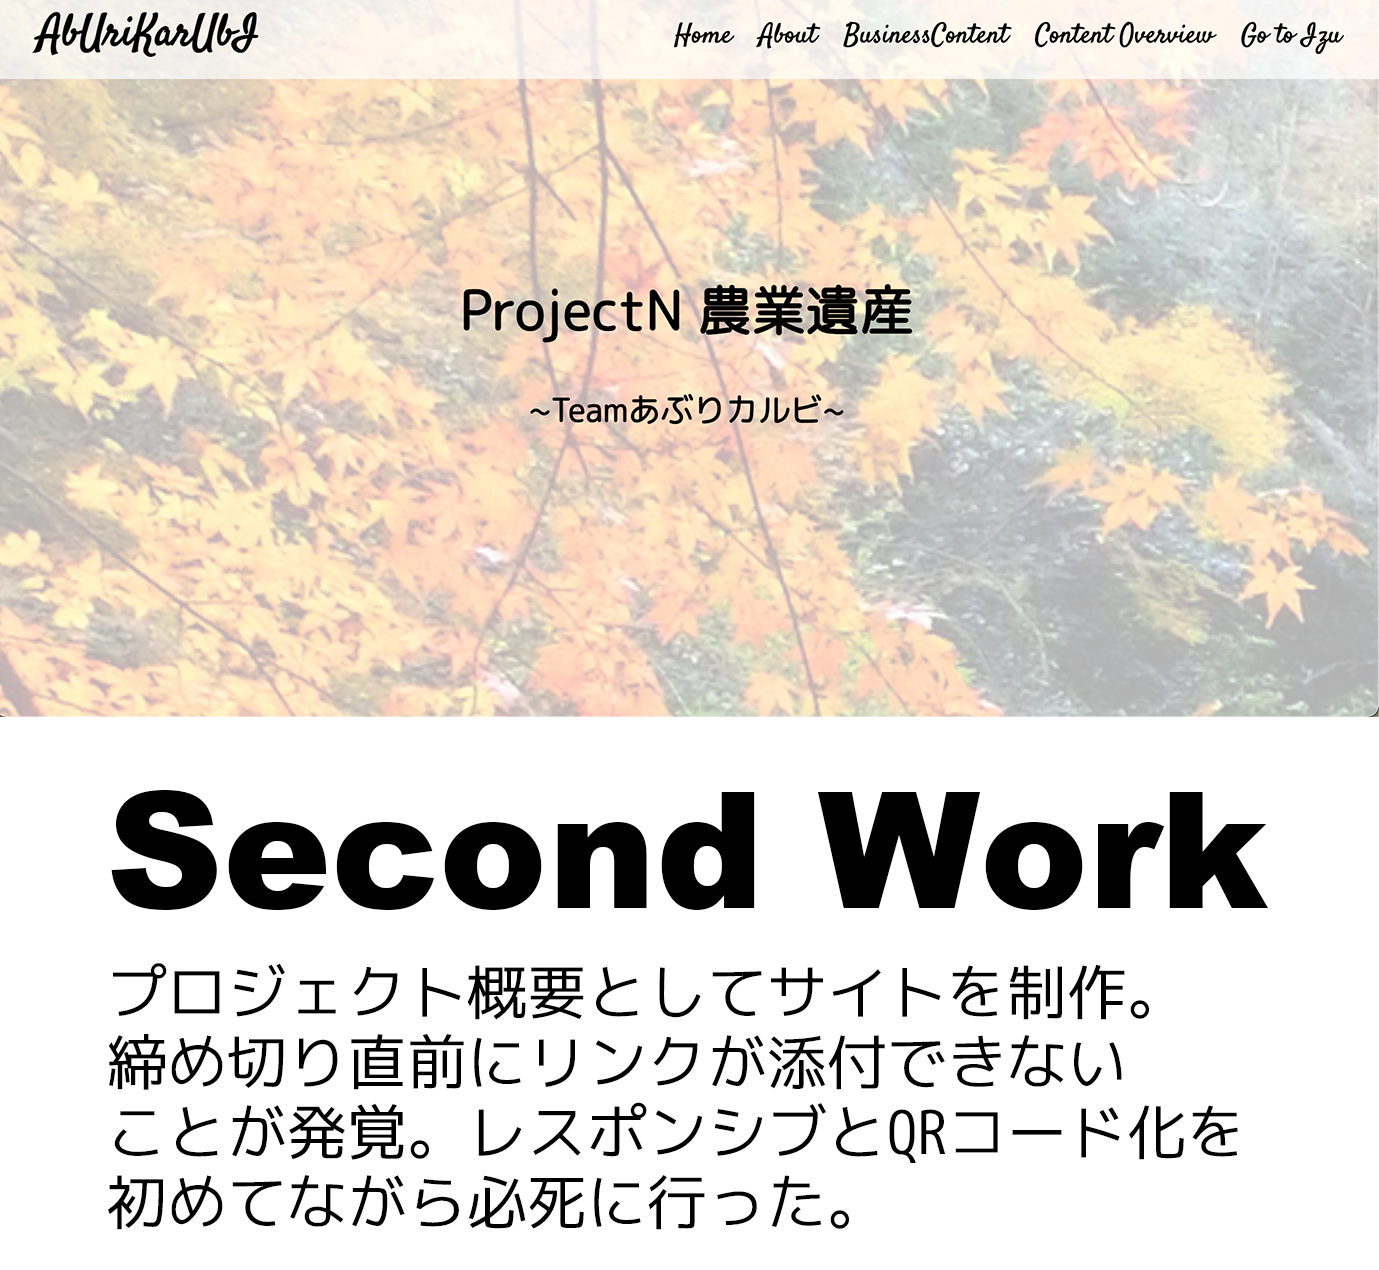 AbUriKarUbI
Home About BusinessContent Content Overview Go to Izu
ProjectN 農業遺産
~Teamあぶりカルビ~
Second Work
プロジェクト概要としてサイトを制作。
締め切り直前にリンクが添付できない
ことが発覚。レスポンシブとQRコード化を
初めてながら必死に行った。